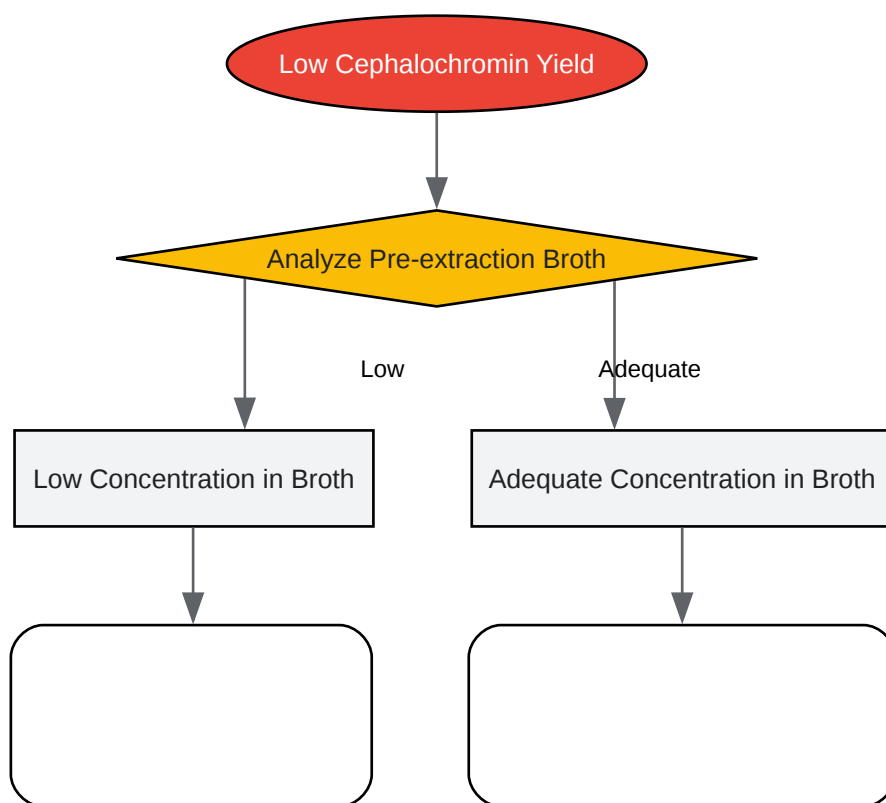 Low Cephalochromin Yield
Analyze Pre-extraction Broth
Low
Adequate
Low Concentration in Broth
Adequate Concentration in Broth